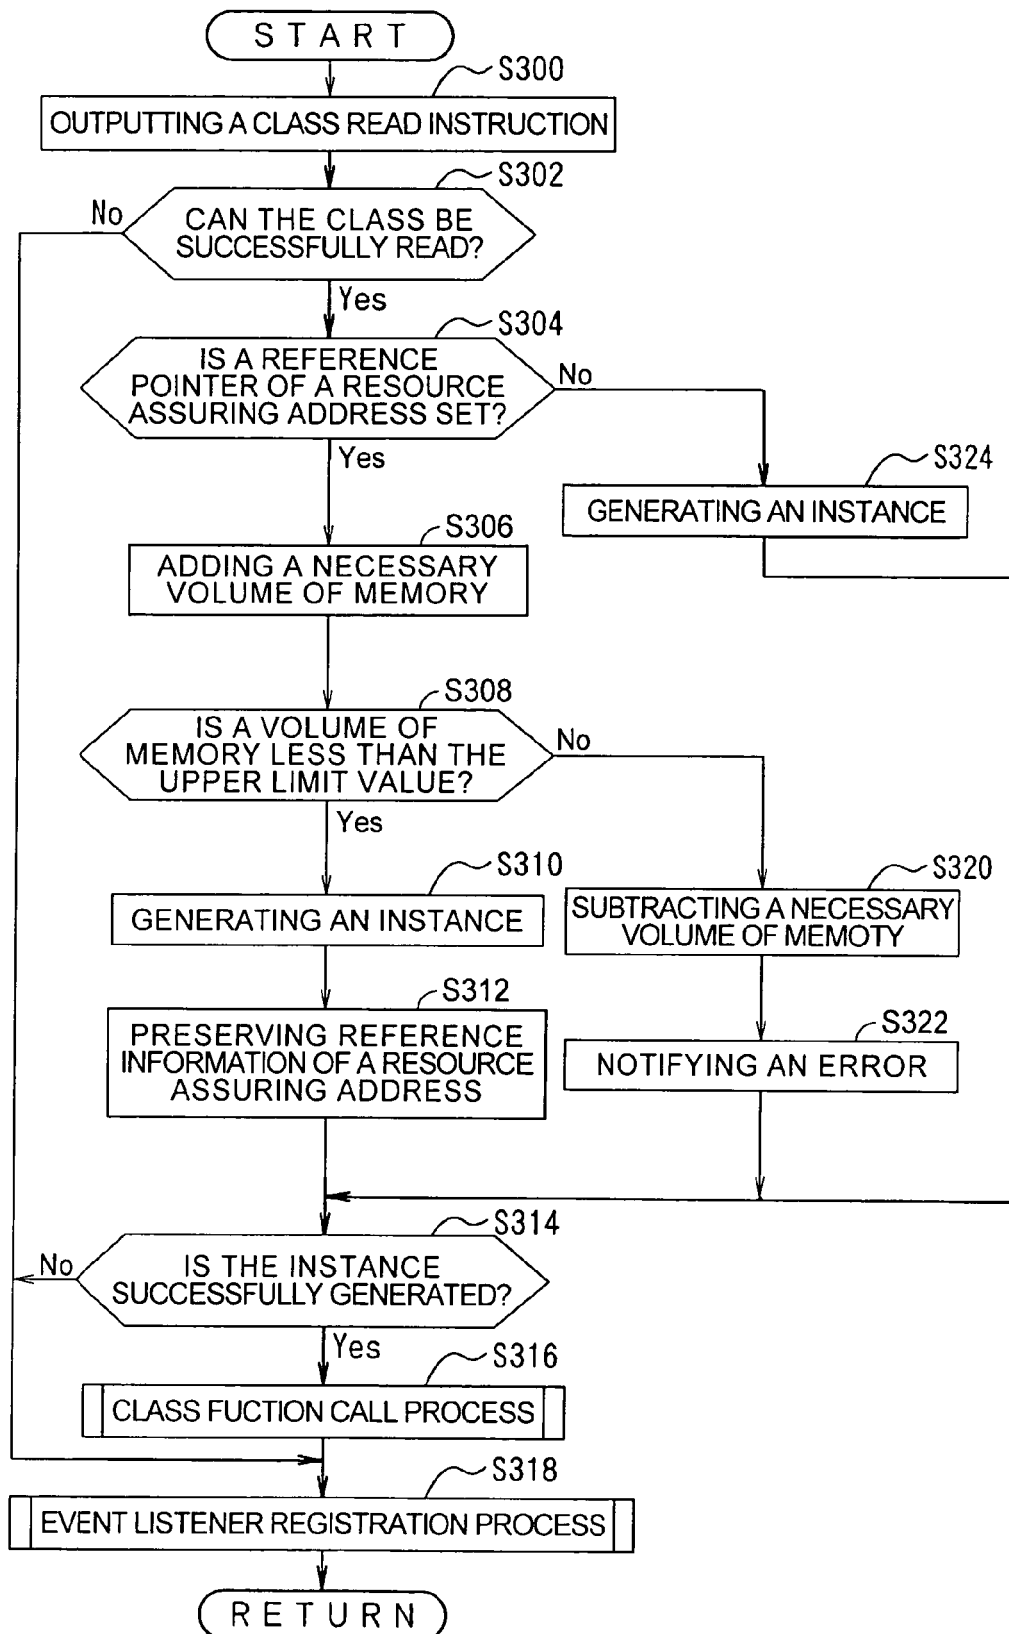 START
S300
OUTPUTTING A CLASS READ INSTRUCTION
S302
No
CAN THE CLASS BE
SUCCESSFULLY READ?
Yes
S304
IS A REFERENCE
POINTER OF A RESOURCE
ASSURING ADDRESS SET?
No
Yes
S324
GENERATING AN INSTANCE
S306
ADDING A NECESSARY
VOLUME OF MEMORY
S308
IS A VOLUME OF
MEMORY LESS THAN THE
UPPER LIMIT VALUE?
No
Yes
S310
GENERATING AN INSTANCE
S320
SUBTRACTING A NECESSARY
VOLUME OF MEMOTY
S312
PRESERVING REFERENCE
INFORMATION OF A RESOURCE
ASSURING ADDRESS
S322
NOTIFYING AN ERROR
S314
No
IS THE INSTANCE
SUCCESSFULLY GENERATED?
Yes
S316
CLASS FUCTION CALL PROCESS
S318
EVENT LISTENER REGISTRATION PROCESS
RETURN